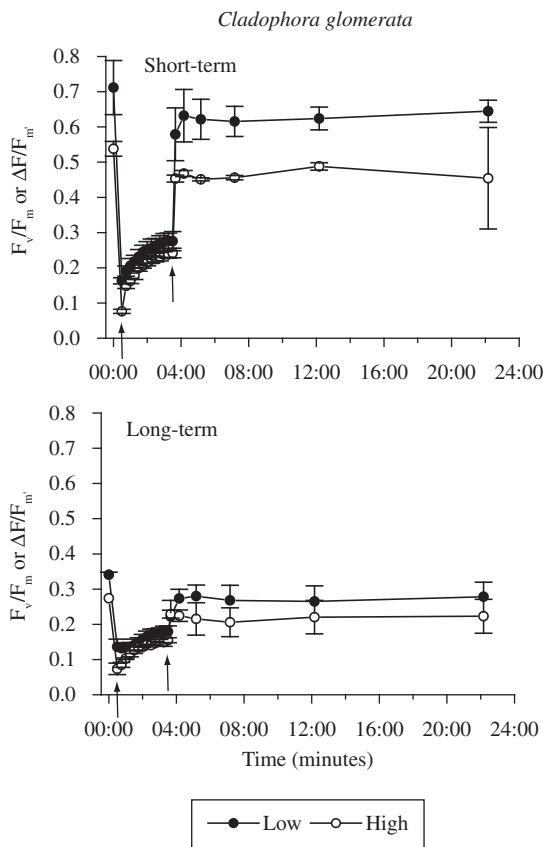 Cladophora glomerata
Short-term
Fv/Fm or ΔF/Fm'
0.8
0.7
0.6
0.5
0.4
0.3
0.2
0.1
0.0
00:00 04:00 08:00 12:00 16:00 20:00 24:00
Long-term
Fv/Fm or ΔF/Fm'
0.8
0.7
0.6
0.5
0.4
0.3
0.2
0.1
0.0
00:00 04:00 08:00 12:00 16:00 20:00 24:00
Time (minutes)
Low High